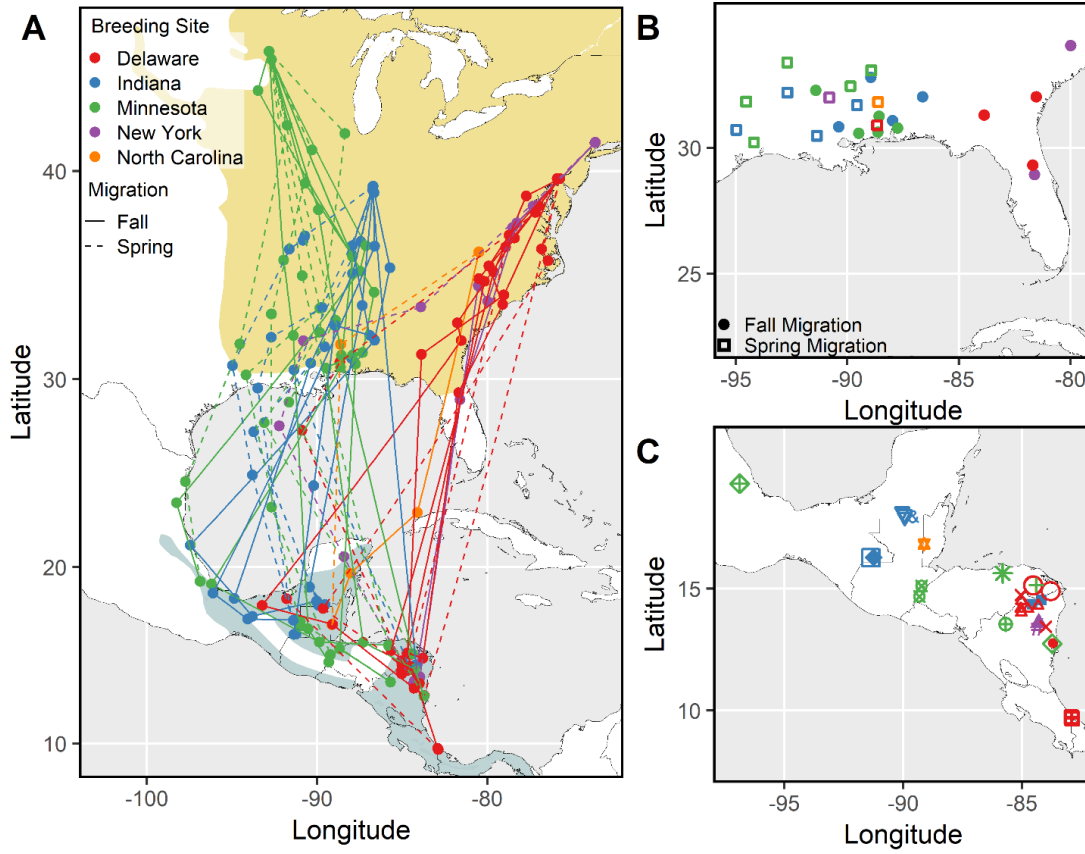 A
Breeding Site
Delaware
Indiana
Minnesota
New York
North Carolina
Migration
Fall
Spring
40
30
20
10
Latitude
-100
-90
-80
Longitude
B
30
25
Latitude
Fall Migration
Spring Migration
-95
-90
-85
-80
Longitude
C
15
10
Latitude
-95
-90
-85
Longitude